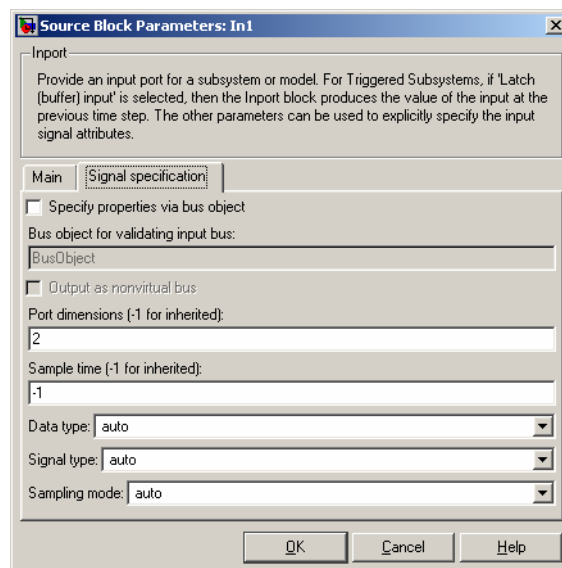 Source Block Parameters: In1
Inport
Provide an input port for a subsystem or model. For Triggered Subsystems, if 'Latch
(buffer) input' is selected, then the Inport block produces the value of the input at the
previous time step. The other parameters can be used to explicitly specify the input
signal attributes.
Main Signal specification
Specify properties via bus object
Bus object for validating input bus:
BusObject
Output as nonvirtual bus
Port dimensions (-1 for inherited):
2
Sample time (-1 for inherited):
-1
Data type: auto
Signal type: auto
Sampling mode: auto
OK Cancel Help